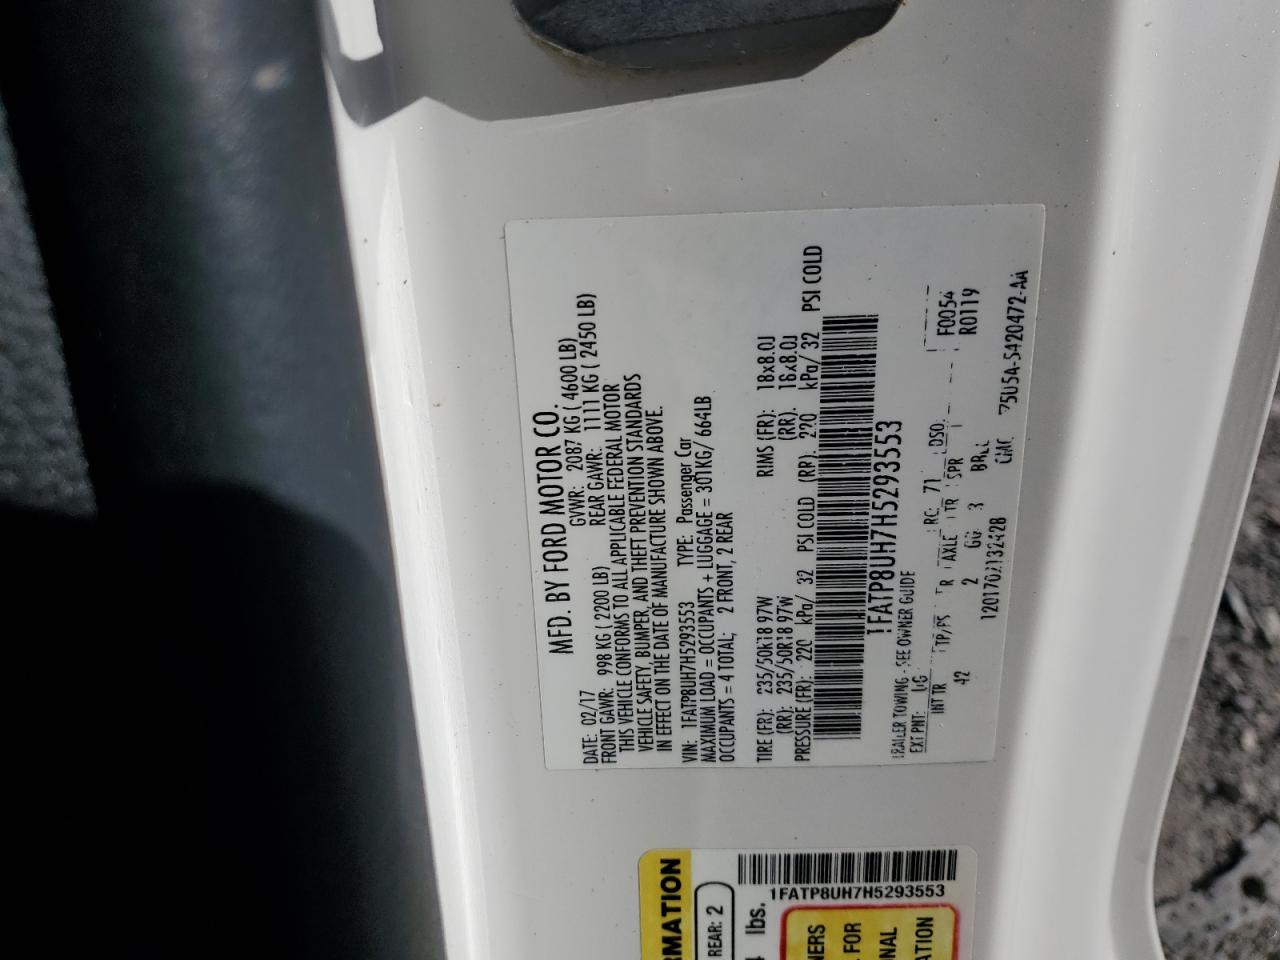 MFD. BY FORD MOTOR CO.
DATE: 02/17 GVWR: 2087 KG ( 4600 LB)
FRONT GAWR: 998 KG ( 2200 LB) REAR GAWR: 1111 KG ( 2450 LB)
THIS VEHICLE CONFORMS TO ALL APPLICABLE FEDERAL MOTOR
VEHICLE SAFETY, BUMPER, AND THEFT PREVENTION STANDARDS
IN EFFECT ON THE DATE OF MANUFACTURE SHOWN ABOVE.
VIN: 1FATP8UH7H5293553 TYPE: Passenger Car
MAXIMUM LOAD = OCCUPANTS + LUGGAGE = 301KG/ 664LB
OCCUPANTS = 4 TOTAL; 2 FRONT, 2 REAR
TIRE (FR): 235/50R18 97W RIMS (FR): 18x8.0J
(RR): 235/50R18 97W (RR): 18x8.0J
PRESSURE (FR): 220 kPa/ 32 PSI COLD (RR): 220 kPa/ 32 PSI COLD
1FATP8UH7H5293553
TRAILER TOWING - SEE OWNER GUIDE
EXT PNT: UG RC: 71 DSO: F0054
INT TR TP/PS R AXLE TR SPR R0119
42 2 GG 3
1201702132428 75U5A-5420472-AA
RMATION
REAR: 2
lbs.
1FATP8UH7H5293553
NERS
FOR
ONAL
ATION